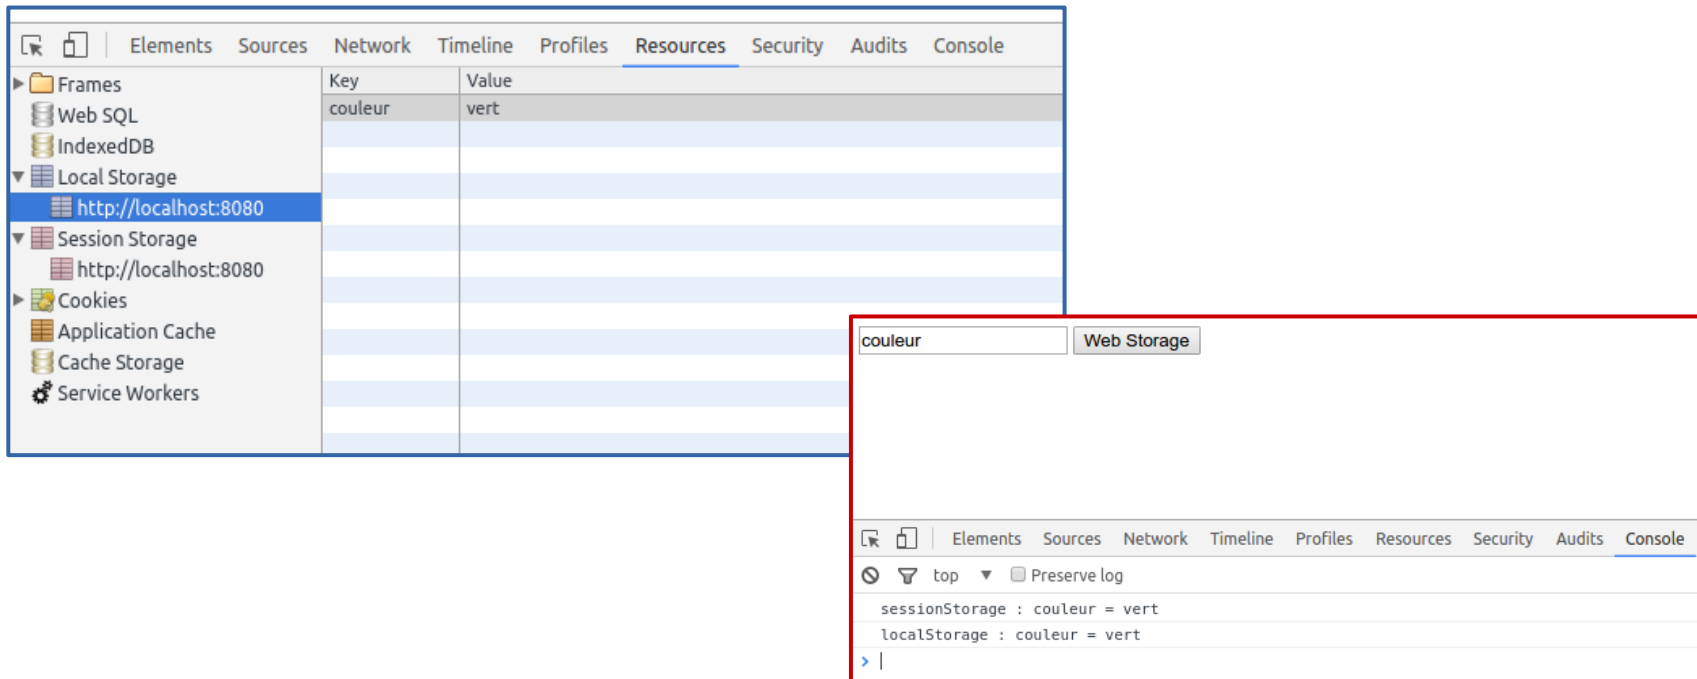 Elements Sources Network Timeline Profiles Resources Security Audits Console
Frames
Web SQL
IndexedDB
Local Storage
http://localhost:8080
Session Storage
http://localhost:8080
Cookies
Application Cache
Cache Storage
Service Workers
Key Value
couleur vert
couleur Web Storage
Elements Sources Network Timeline Profiles Resources Security Audits Console
top Preserve log
sessionStorage : couleur = vert
localStorage : couleur = vert
>